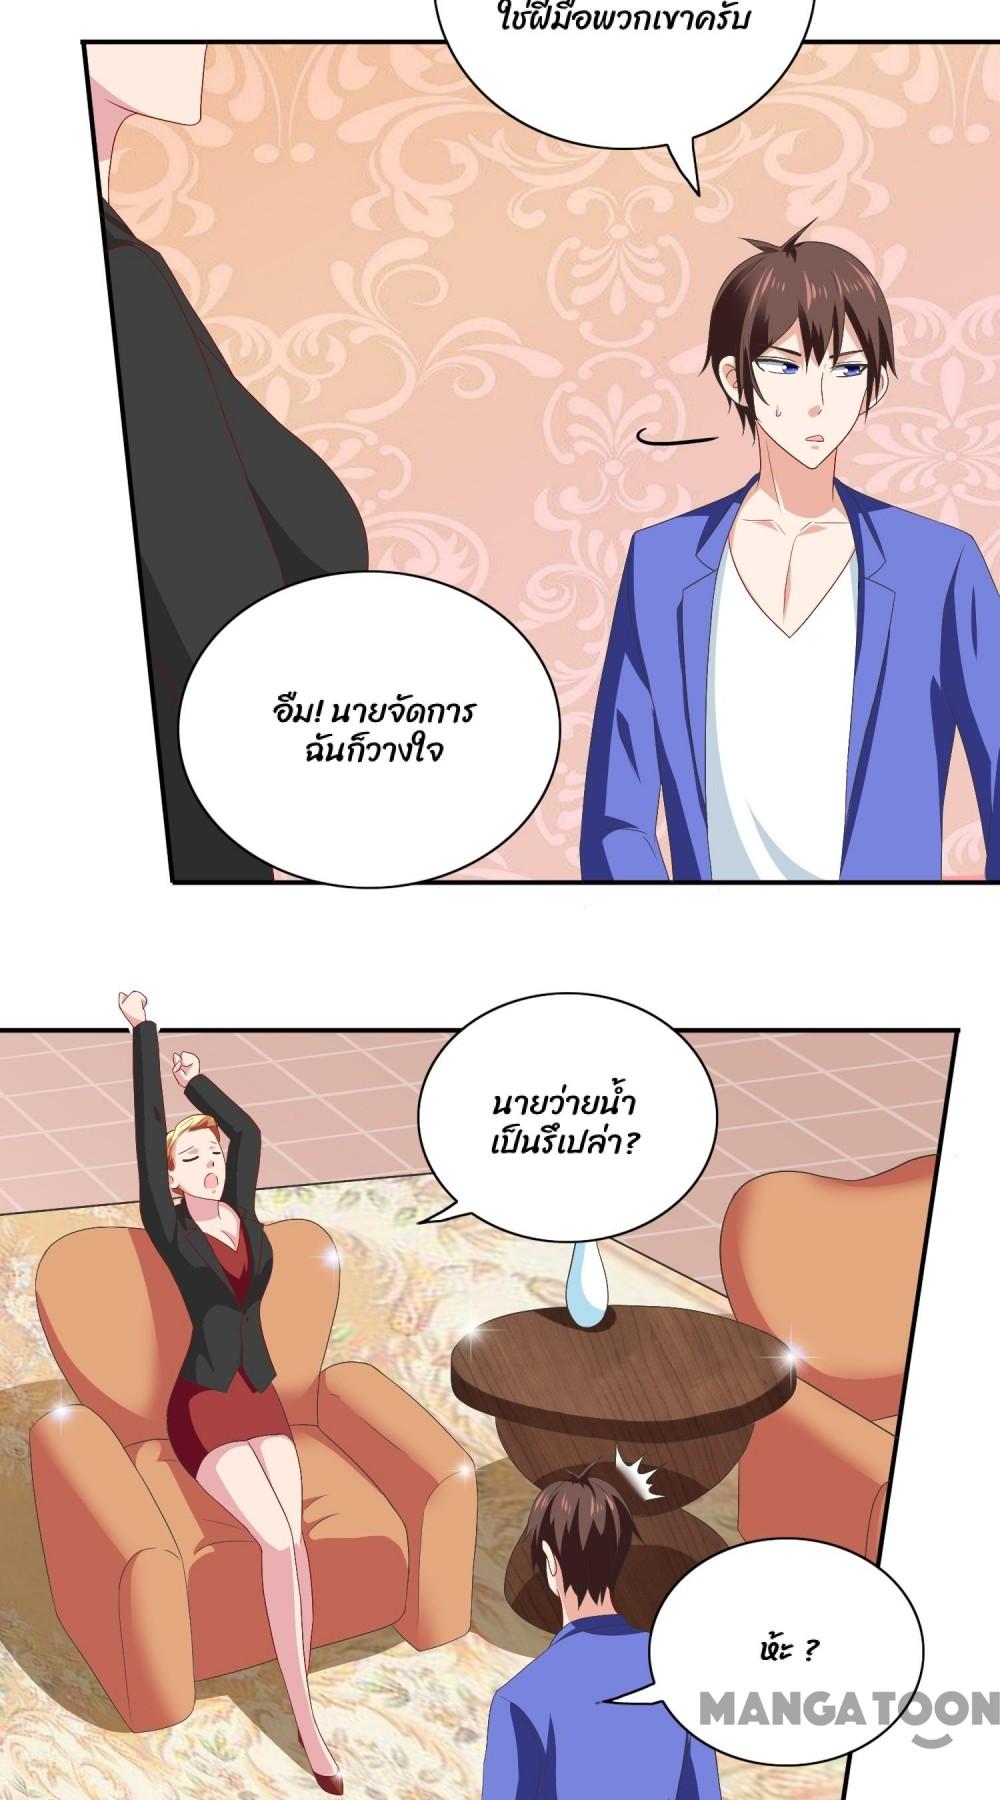 ใช่ฝีมือพวกเขาครับ
อืม! นายจัดการ
ฉันก็วางใจ
นายว่ายน้ำ
เป็นรึเปล่า?
ห้ะ ?
MANGATOON